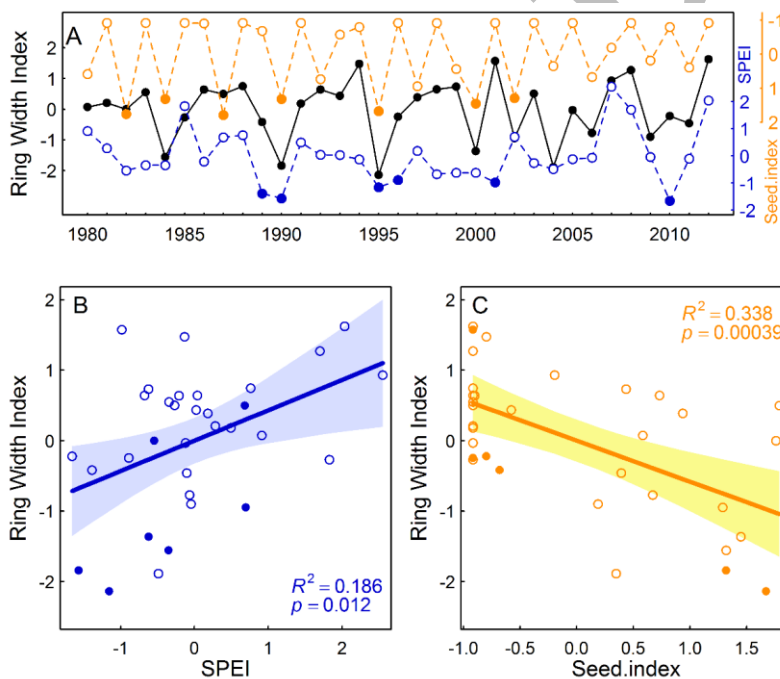 A
Ring Width Index
2
1
0
-1
-2
-1
0
1
2
Seed.index
SPEI
2
1
0
-1
-2
1980 1985 1990 1995 2000 2005 2010
B
Ring Width Index
2
1
0
-1
-2
R² = 0.186
p = 0.012
-1 0 1 2
SPEI
C
Ring Width Index
2
1
0
-1
-2
R² = 0.338
p = 0.00039
-1.0 -0.5 0.0 0.5 1.0 1.5
Seed.index